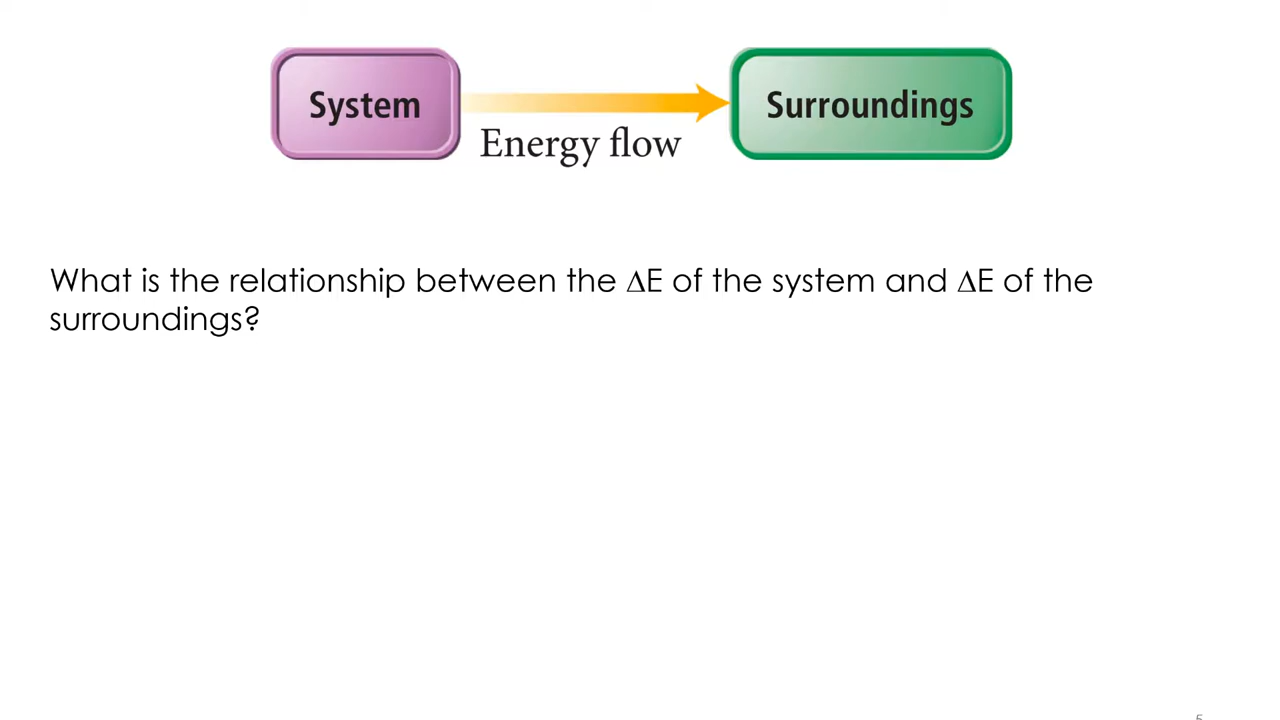 System
Energy flow
Surroundings
What is the relationship between the ΔE of the system and ΔE of the
surroundings?
5